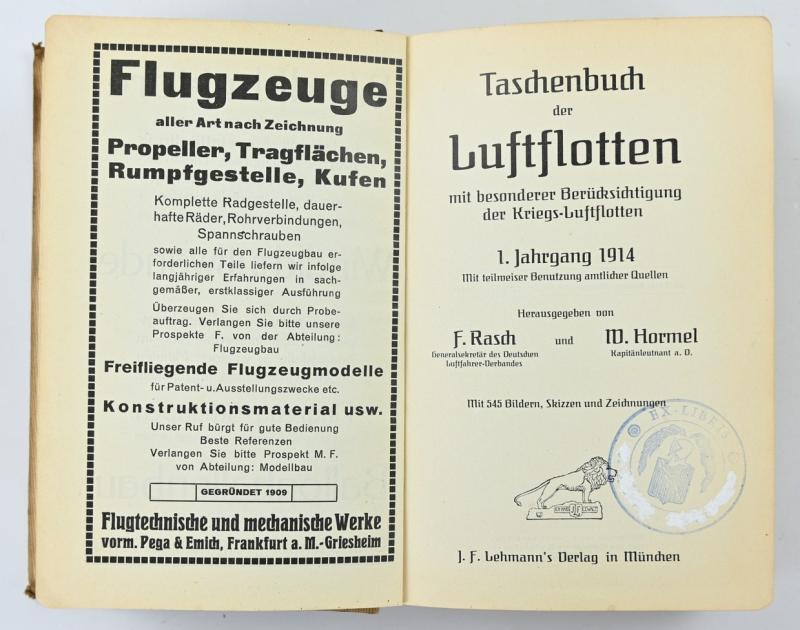 Flugzeuge
aller Art nach Zeichnung
Propeller, Tragflächen,
Rumpfgestelle, Kufen
Komplette Radgestelle, dauer-
hafte Räder, Rohrverbindungen,
Spannschrauben
sowie alle für den Flugzeugbau er-
forderlichen Teile liefern wir infolge
langjähriger Erfahrungen in sach-
gemäßer, erstklassiger Ausführung
Überzeugen Sie sich durch Probe-
auftrag. Verlangen Sie bitte unsere
Prospekte F. von der Abteilung:
Flugzeugbau
Freifliegende Flugzeugmodelle
für Patent- u. Ausstellungszwecke etc.
Konstruktionsmaterial usw.
Unser Ruf bürgt für gute Bedienung
Beste Referenzen
Verlangen Sie bitte Prospekt M. F.
von Abteilung: Modellbau
GEGRÜNDET 1909
Flugtechnische und mechanische Werke
vorm. Pega & Emich, Frankfurt a. M.-Griesheim
Taschenbuch
der
Luftflotten
mit besonderer Berücksichtigung
der Kriegs-Luftflotten
1. Jahrgang 1914
Mit teilweiser Benutzung amtlicher Quellen
Herausgegeben von
F. Rasch und W. Hormel
Generalsekretär des Deutschen Kapitänleutnant a. D.
Luftfahrer-Verbandes
Mit 545 Bildern, Skizzen und Zeichnungen
EX-LIBRIS
J. F. Lehmann's Verlag in München